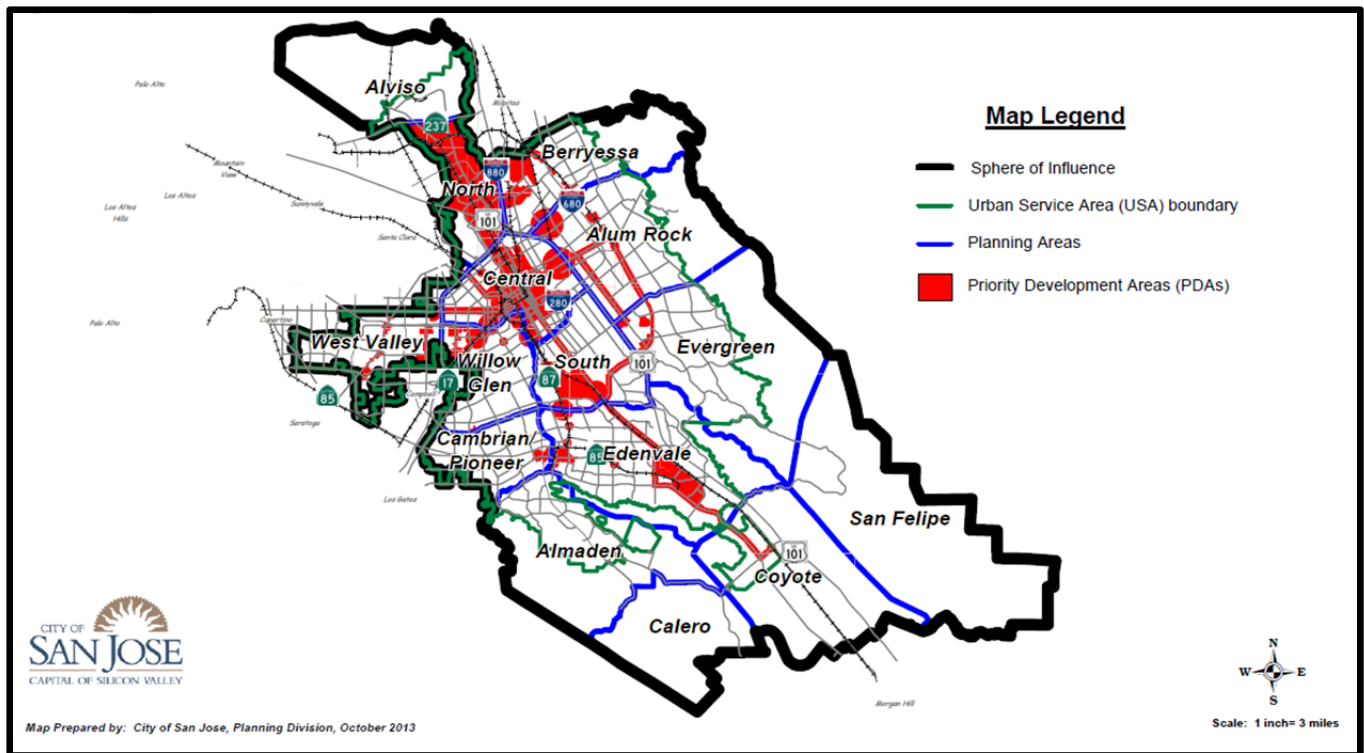 Palo Alto
Alviso
Milpitas
237
Map Legend
Sphere of Influence
Urban Service Area (USA) boundary
Planning Areas
Priority Development Areas (PDAs)
Mountain
View
Los Altos
Los Altos
Hills
Sunnyvale
Santa Clara
880
Berryessa
North
101
680
Alum Rock
Central
280
Palo Alto
Cupertino
West Valley
Willow
Glen
South
87
101
Evergreen
17
85
Campbell
Saratoga
Cambrian/
Pioneer
85
Edenvale
Los Gatos
San Felipe
Almaden
101
Coyote
Calero
Morgan Hill
CITY OF
SAN JOSE
CAPITAL OF SILICON VALLEY
N
W E
S
Map Prepared by: City of San Jose, Planning Division, October 2013
Scale: 1 inch= 3 miles